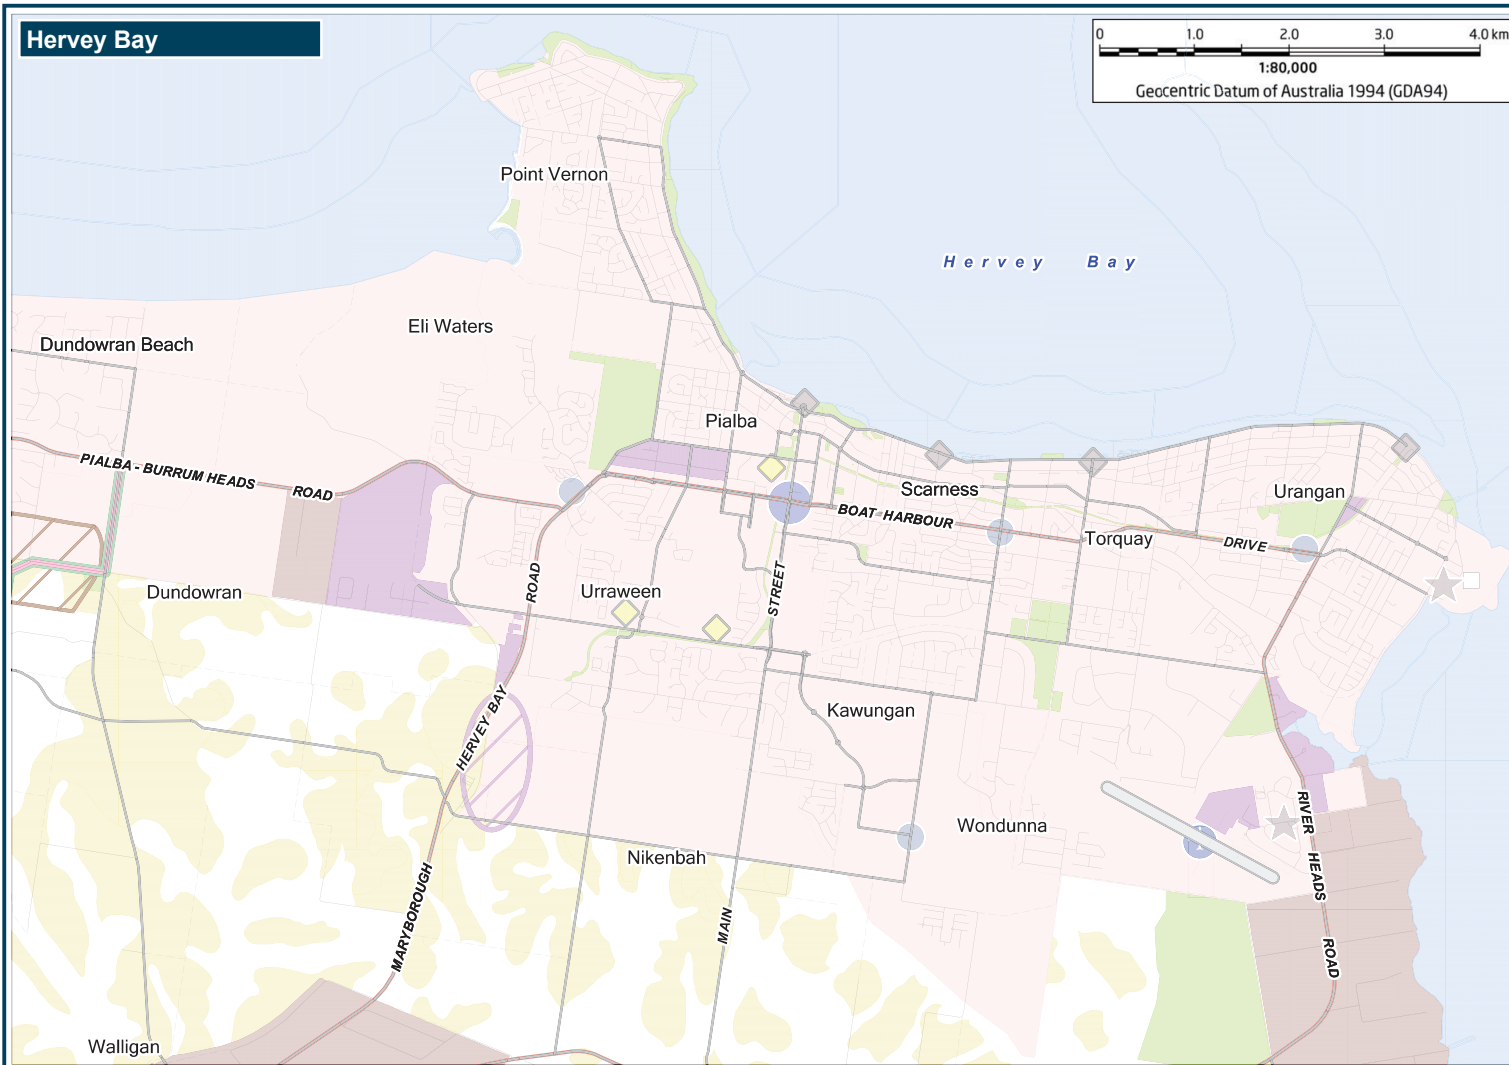 Hervey Bay
0 1.0 2.0 3.0 4.0 km
1:80,000
Geocentric Datum of Australia 1994 (GDA94)
Point Vernon
Hervey Bay
Eli Waters
Dundowran Beach
Pialba
PIALBA - BURRUM HEADS ROAD
Scarness
Urangan
BOAT HARBOUR DRIVE
Torquay
Dundowran
Urraween
ROAD
STREET
HERVEY BAY
Kawungan
Wondunna
RIVER HEADS ROAD
Nikenbah
MARYBOROUGH
MAIN
Walligan